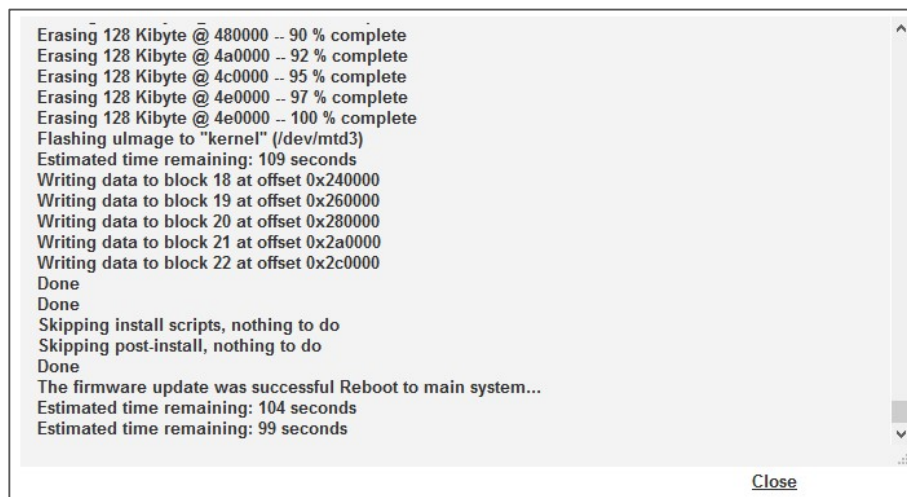 Erasing 128 Kibyte @ 480000 -- 90 % complete
Erasing 128 Kibyte @ 4a0000 -- 92 % complete
Erasing 128 Kibyte @ 4c0000 -- 95 % complete
Erasing 128 Kibyte @ 4e0000 -- 97 % complete
Erasing 128 Kibyte @ 4e0000 -- 100 % complete
Flashing uImage to "kernel" (/dev/mtd3)
Estimated time remaining: 109 seconds
Writing data to block 18 at offset 0x240000
Writing data to block 19 at offset 0x260000
Writing data to block 20 at offset 0x280000
Writing data to block 21 at offset 0x2a0000
Writing data to block 22 at offset 0x2c0000
Done
Done
Skipping install scripts, nothing to do
Skipping post-install, nothing to do
Done
The firmware update was successful Reboot to main system...
Estimated time remaining: 104 seconds
Estimated time remaining: 99 seconds
Close